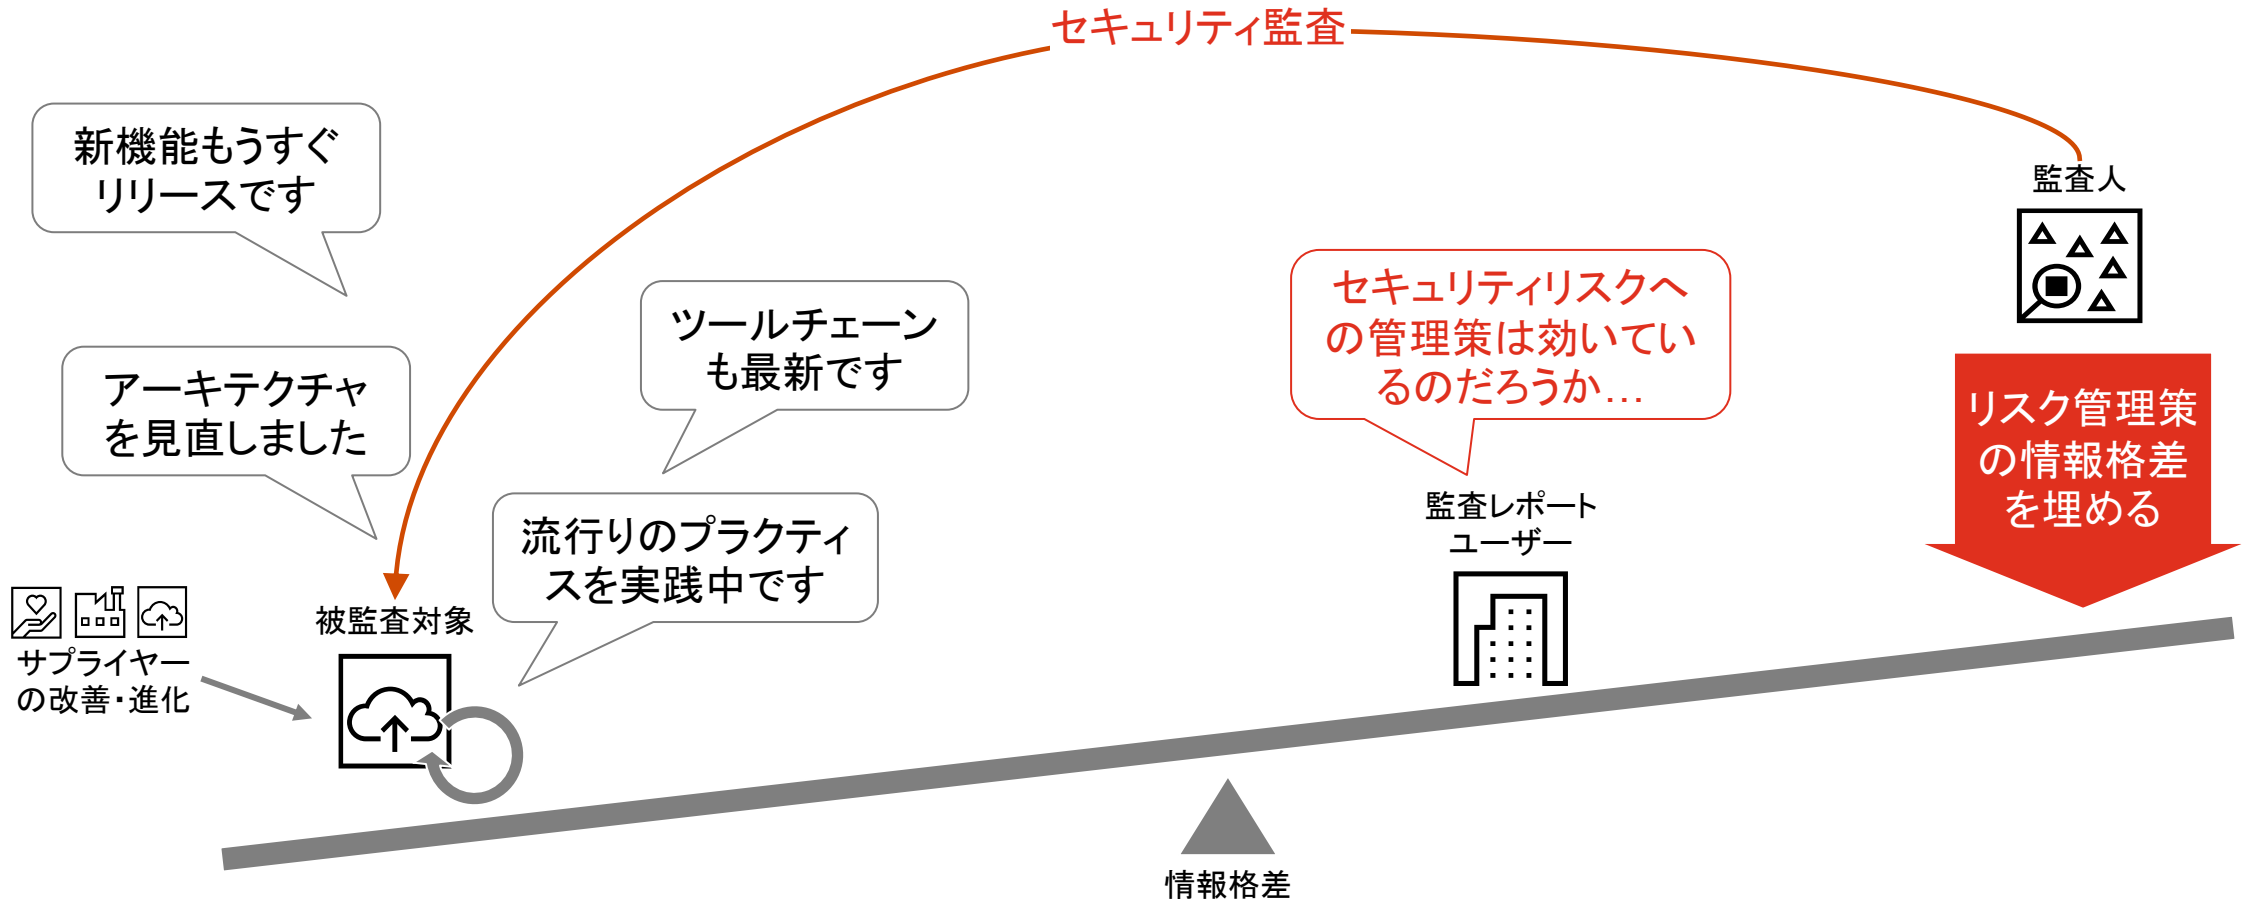 セキュリティ監査
新機能もうすぐ
リリースです
監査人
セキュリティリスクへ
の管理策は効いてい
るのだろうか…
ツールチェーン
も最新です
アーキテクチャ
を見直しました
リスク管理策
の情報格差
を埋める
監査レポート
ユーザー
流行りのプラクティ
スを実践中です
被監査対象
サプライヤー
の改善・進化
情報格差